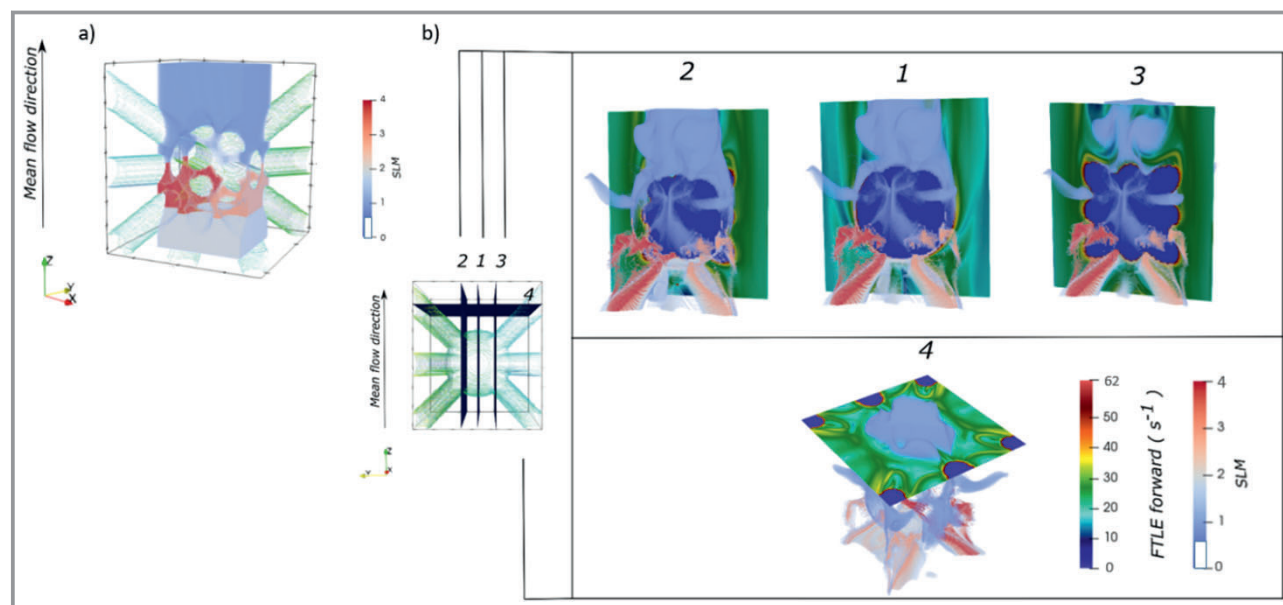 a)
b)
Mean flow direction
4
3
2
1
0
SLM
Z
Y
X
2 1 3
2 1 3
4
Mean flow direction
Z
Y
X
4
62
50
40
30
20
10
0
FTLE forward ( s⁻¹ )
4
3
2
1
0
SLM